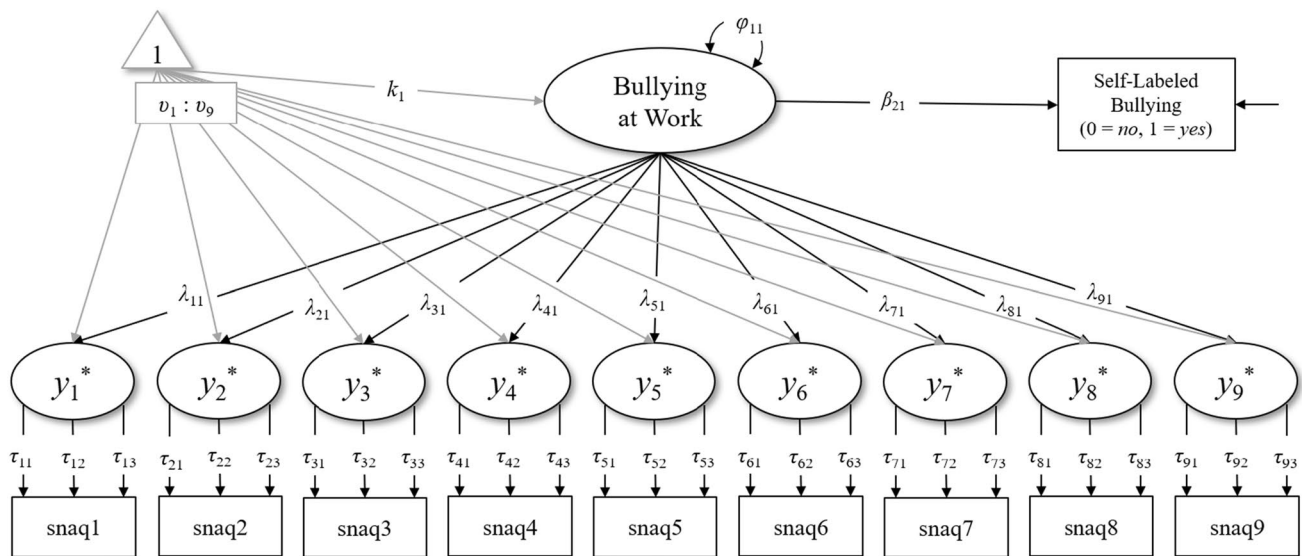 1
υ₁ : υ₉
k₁
φ₁₁
Bullying
at Work
β₂₁
Self-Labeled
Bullying
(0 = no, 1 = yes)
λ₁₁ λ₂₁ λ₃₁ λ₄₁ λ₅₁ λ₆₁ λ₇₁ λ₈₁ λ₉₁
y₁* y₂* y₃* y₄* y₅* y₆* y₇* y₈* y₉*
τ₁₁ τ₁₂ τ₁₃ τ₂₁ τ₂₂ τ₂₃ τ₃₁ τ₃₂ τ₃₃ τ₄₁ τ₄₂ τ₄₃ τ₅₁ τ₅₂ τ₅₃ τ₆₁ τ₆₂ τ₆₃ τ₇₁ τ₇₂ τ₇₃ τ₈₁ τ₈₂ τ₈₃ τ₉₁ τ₉₂ τ₉₃
snaq1 snaq2 snaq3 snaq4 snaq5 snaq6 snaq7 snaq8 snaq9